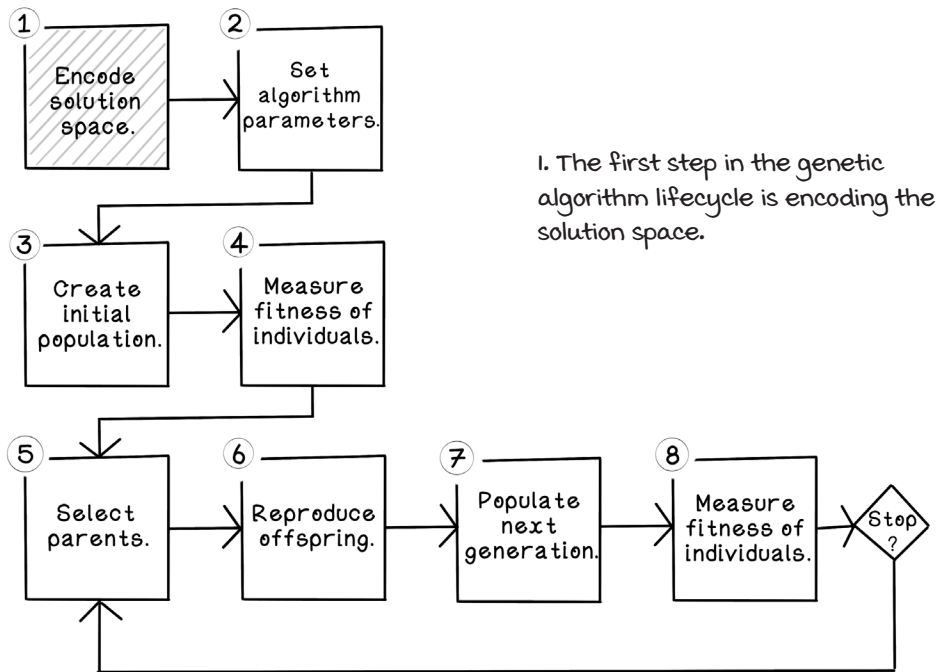 1
Encode
solution
space.
2
Set
algorithm
parameters.
1. The first step in the genetic
algorithm lifecycle is encoding the
solution space.
3
Create
initial
population.
4
Measure
fitness of
individuals.
5
Select
parents.
6
Reproduce
offspring.
7
Populate
next
generation.
8
Measure
fitness of
individuals.
Stop
?